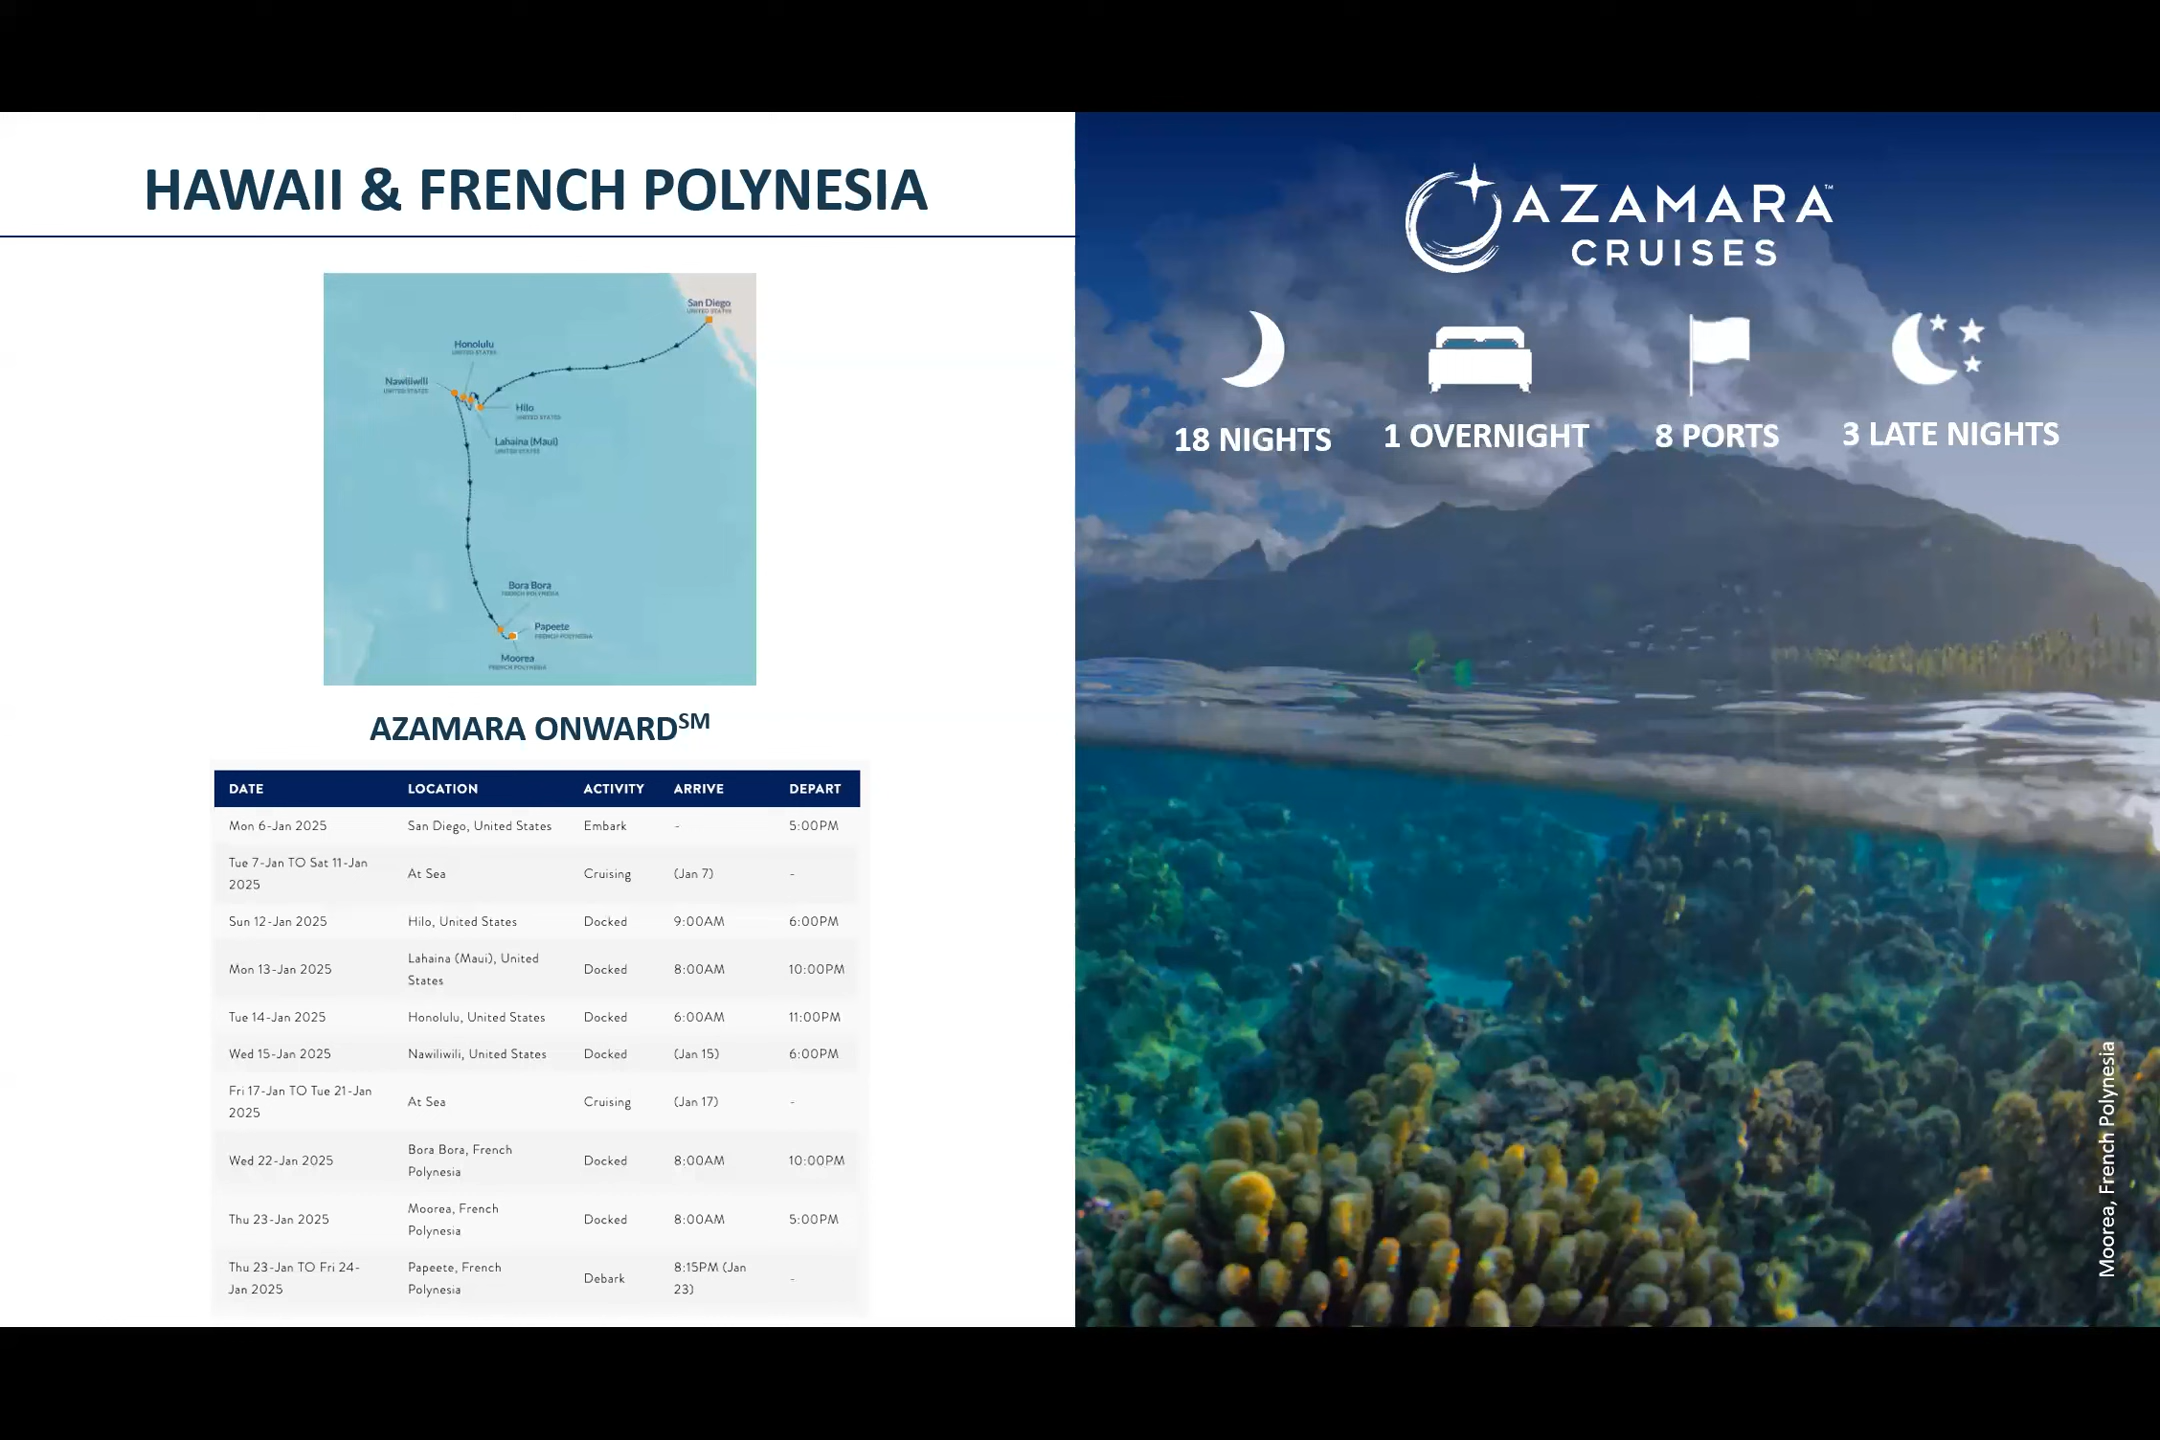 HAWAII & FRENCH POLYNESIA
San Diego
UNITED STATES
Honolulu
UNITED STATES
Nawiliwili
UNITED STATES
Hilo
UNITED STATES
Lahaina (Maui)
UNITED STATES
Bora Bora
FRENCH POLYNESIA
Papeete
FRENCH POLYNESIA
Moorea
FRENCH POLYNESIA
AZAMARA ONWARD℠
DATE LOCATION ACTIVITY ARRIVE DEPART
Mon 6-Jan 2025 San Diego, United States Embark - 5:00PM
Tue 7-Jan TO Sat 11-Jan
2025 At Sea Cruising (Jan 7) -
Sun 12-Jan 2025 Hilo, United States Docked 9:00AM 6:00PM
Mon 13-Jan 2025 Lahaina (Maui), United
States Docked 8:00AM 10:00PM
Tue 14-Jan 2025 Honolulu, United States Docked 6:00AM 11:00PM
Wed 15-Jan 2025 Nawiliwili, United States Docked (Jan 15) 6:00PM
Fri 17-Jan TO Tue 21-Jan
2025 At Sea Cruising (Jan 17) -
Wed 22-Jan 2025 Bora Bora, French
Polynesia Docked 8:00AM 10:00PM
Thu 23-Jan 2025 Moorea, French
Polynesia Docked 8:00AM 5:00PM
Thu 23-Jan TO Fri 24-
Jan 2025 Papeete, French
Polynesia Debark 8:15PM (Jan
23) -
AZAMARA™
CRUISES
18 NIGHTS
1 OVERNIGHT
8 PORTS
3 LATE NIGHTS
Moorea, French Polynesia